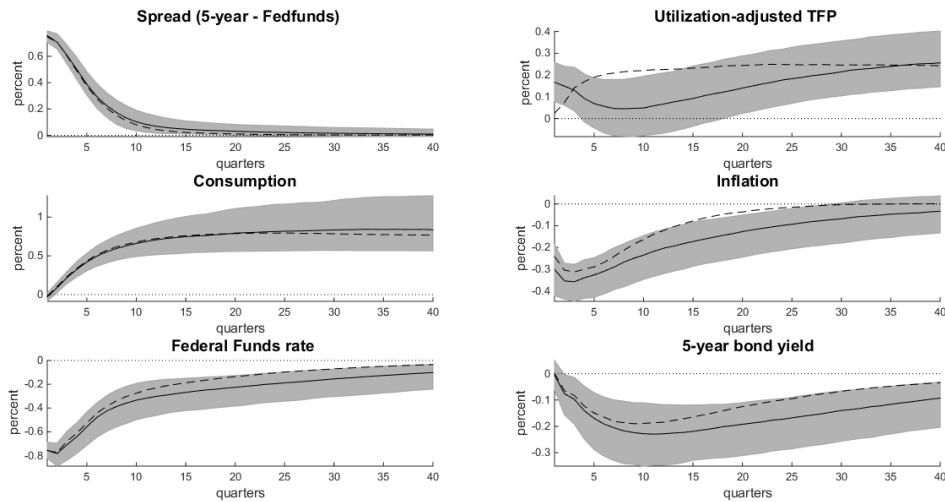 Spread (5-year - Fedfunds)
percent
0.6
0.4
0.2
0
5 10 15 20 25 30 35 40
quarters
Utilization-adjusted TFP
percent
0.4
0.3
0.2
0.1
0
5 10 15 20 25 30 35 40
quarters
Consumption
percent
1
0.5
0
5 10 15 20 25 30 35 40
quarters
Inflation
percent
0
-0.1
-0.2
-0.3
-0.4
5 10 15 20 25 30 35 40
quarters
Federal Funds rate
percent
0
-0.2
-0.4
-0.6
-0.8
5 10 15 20 25 30 35 40
quarters
5-year bond yield
percent
0
-0.1
-0.2
-0.3
5 10 15 20 25 30 35 40
quarters